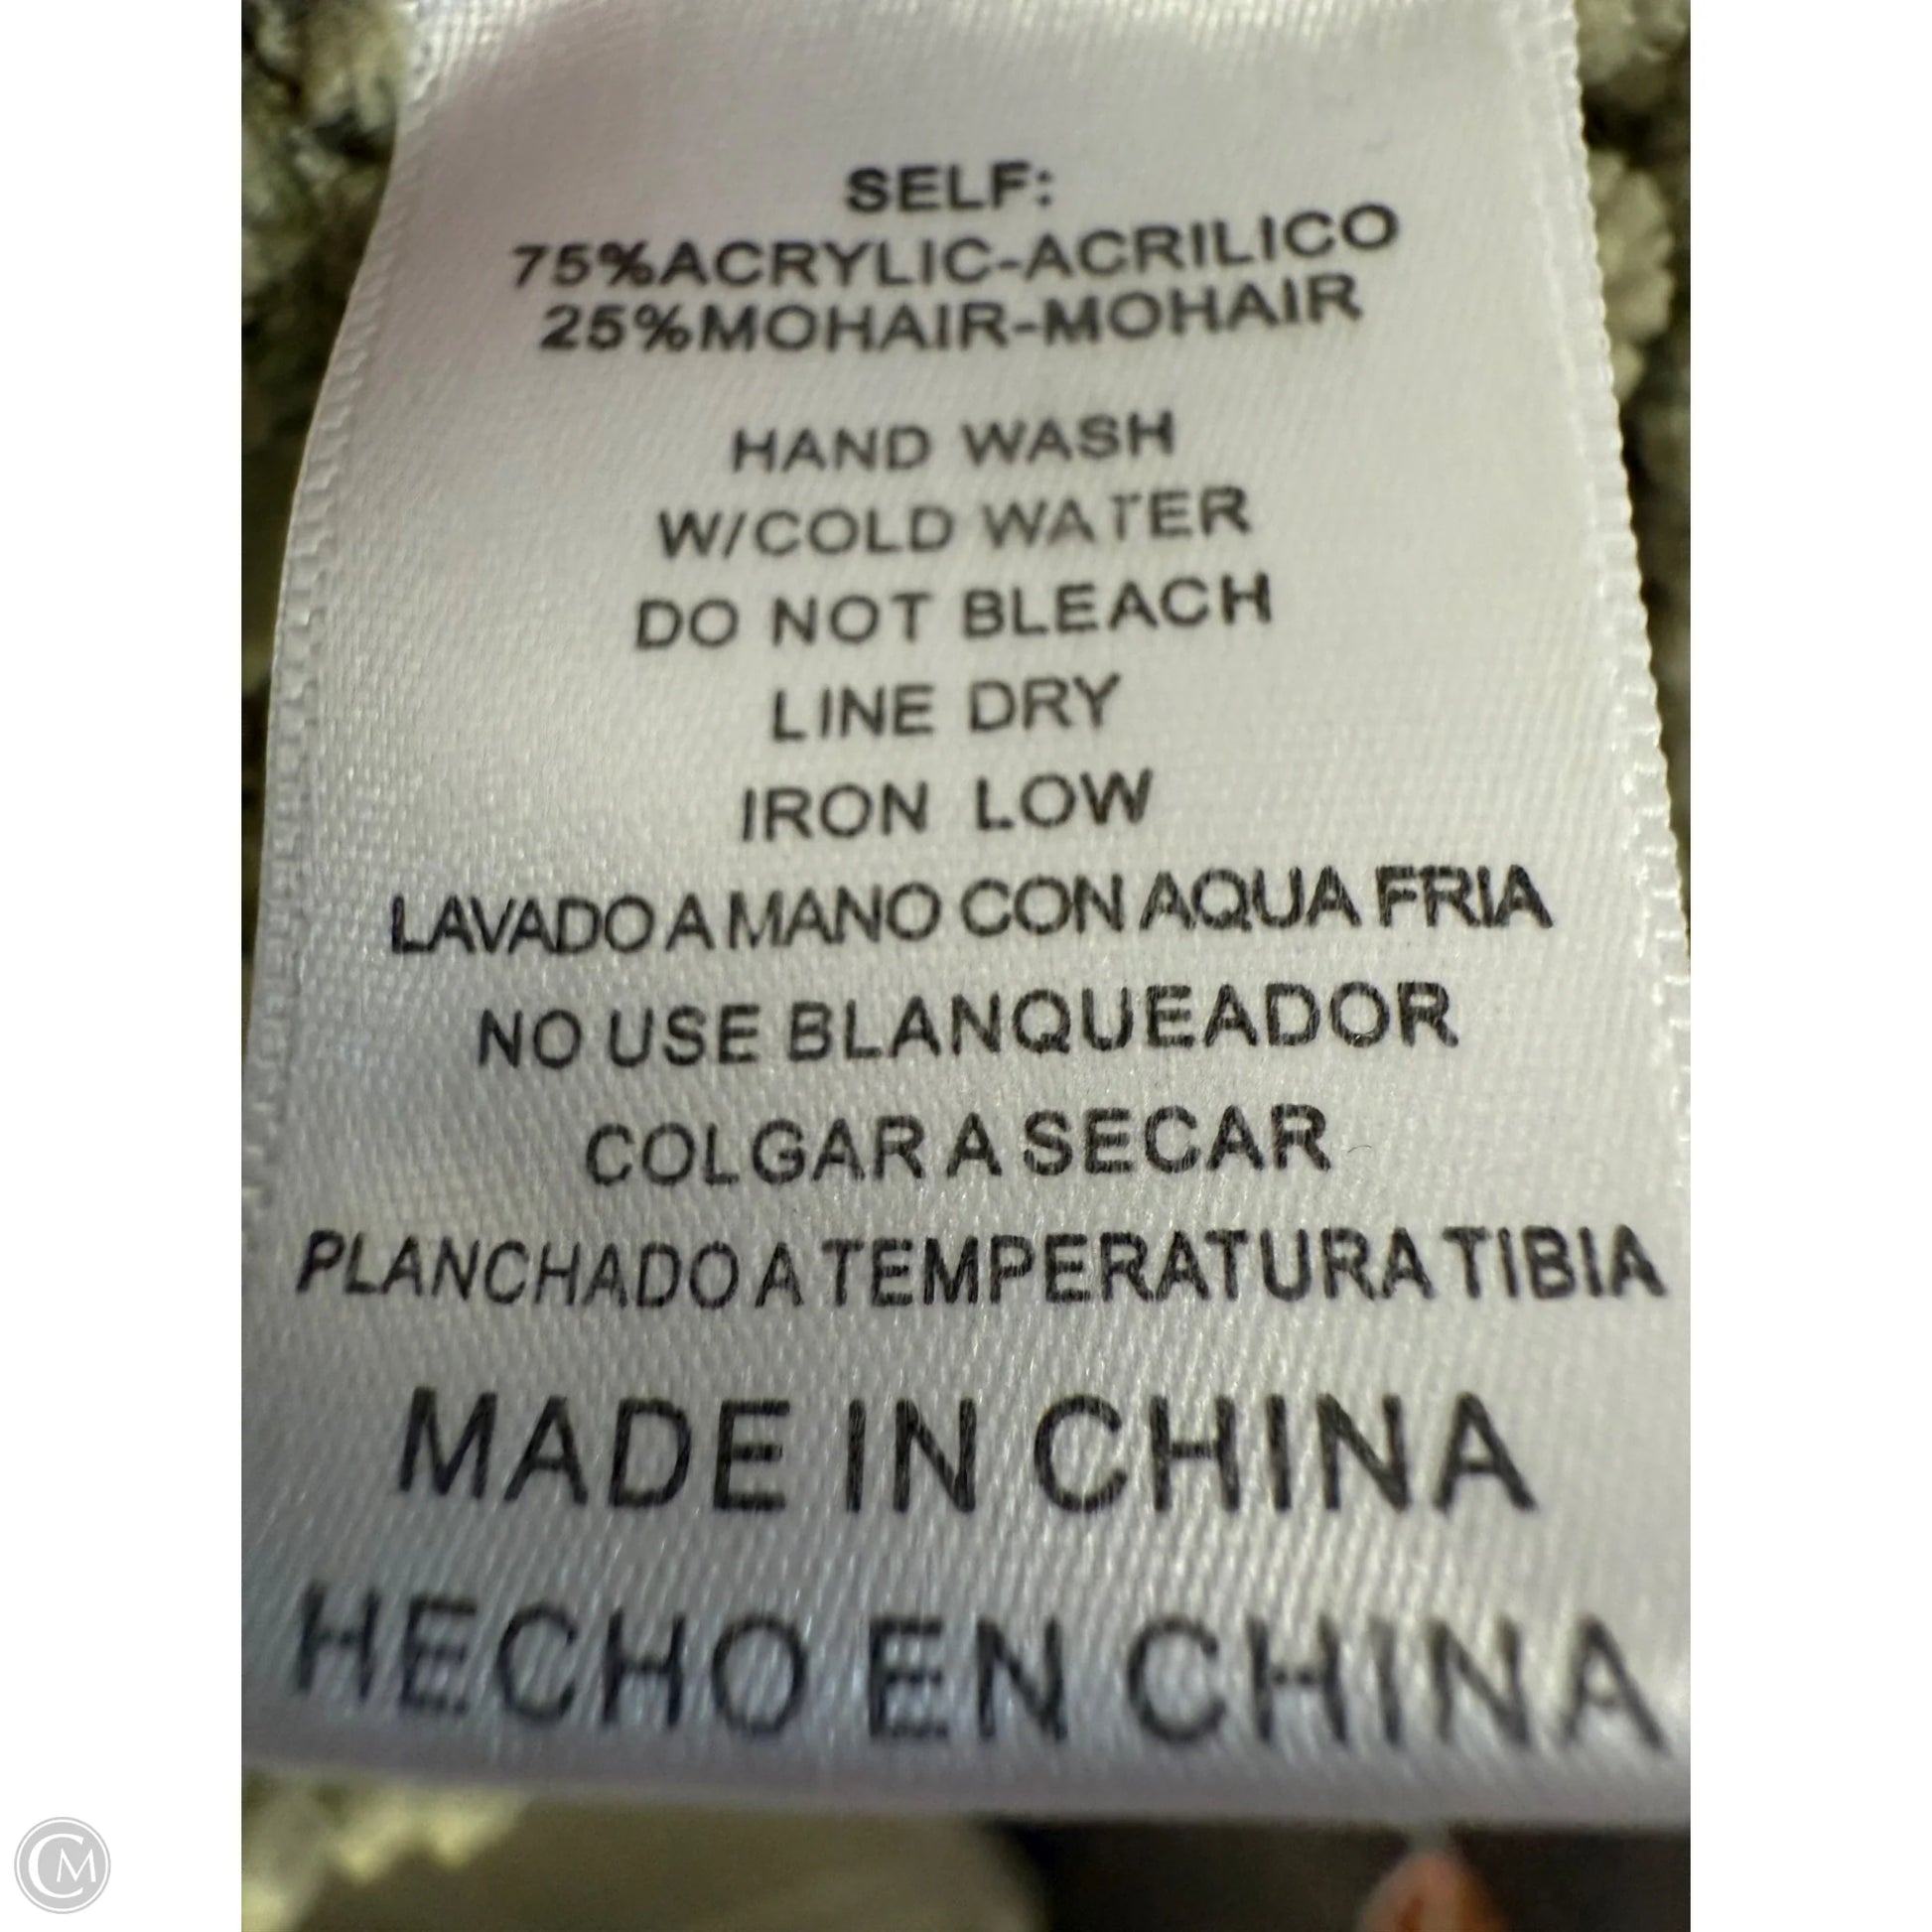 SELF:
75%ACRYLIC-ACRILICO
25%MOHAIR-MOHAIR
HAND WASH
W/COLD WATER
DO NOT BLEACH
LINE DRY
IRON LOW
LAVADO A MANO CON AQUA FRIA
NO USE BLANQUEADOR
COLGAR A SECAR
PLANCHADO A TEMPERATURA TIBIA
MADE IN CHINA
HECHO EN CHINA
CM